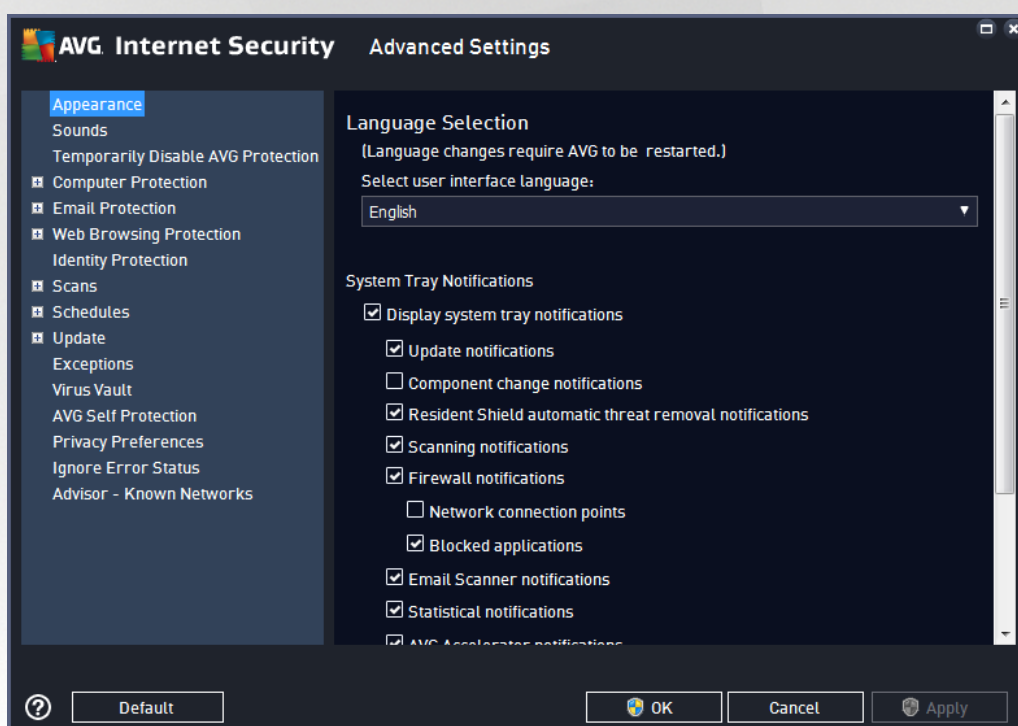 AVG. Internet Security Advanced Settings
Appearance
Sounds
Temporarily Disable AVG Protection
Computer Protection
Email Protection
Web Browsing Protection
Identity Protection
Scans
Schedules
Update
Exceptions
Virus Vault
AVG Self Protection
Privacy Preferences
Ignore Error Status
Advisor - Known Networks
Language Selection
(Language changes require AVG to be restarted.)
Select user interface language:
English
System Tray Notifications
Display system tray notifications
Update notifications
Component change notifications
Resident Shield automatic threat removal notifications
Scanning notifications
Firewall notifications
Network connection points
Blocked applications
Email Scanner notifications
Statistical notifications
AVG Accelerator notifications
? Default OK Cancel Apply